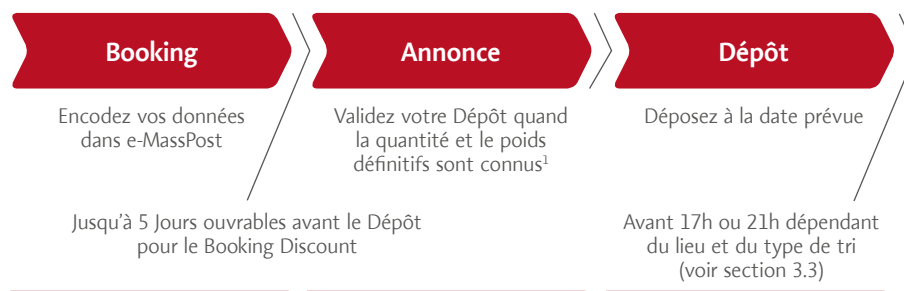 Booking
Encodez vos données
dans e-MassPost
Jusqu'à 5 Jours ouvrables avant le Dépôt
pour le Booking Discount
Annonce
Validez votre Dépôt quand
la quantité et le poids
définitifs sont connus¹
Dépôt
Déposez à la date prévue
Avant 17h ou 21h dépendant
du lieu et du type de tri
(voir section 3.3)